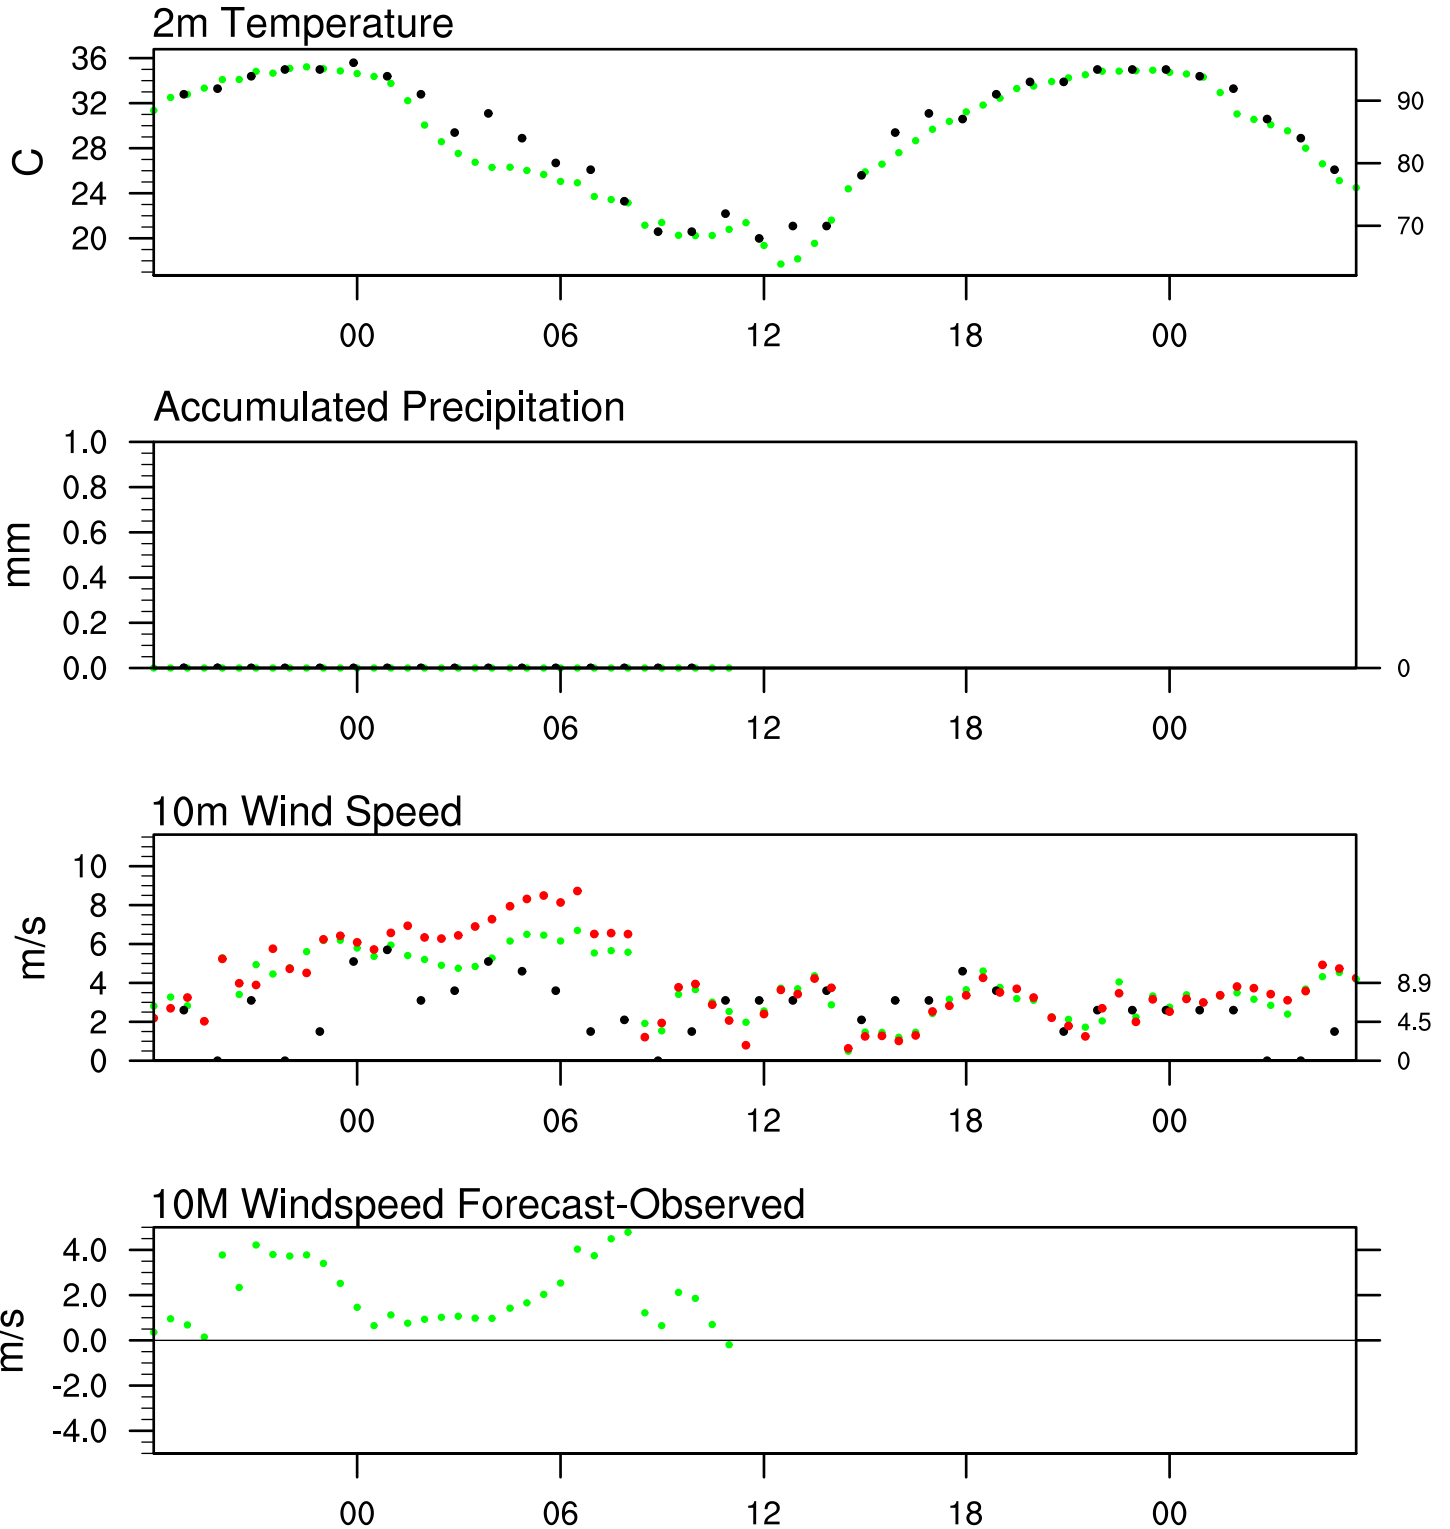 2m Temperature
36
32
28
24
20
C
90
80
70
00 06 12 18 00
Accumulated Precipitation
1.0
0.8
0.6
0.4
0.2
0.0
mm
0
00 06 12 18 00
10m Wind Speed
10
8
6
4
2
0
m/s
8.9
4.5
0
00 06 12 18 00
10M Windspeed Forecast-Observed
4.0
2.0
0.0
-2.0
-4.0
m/s
00 06 12 18 00